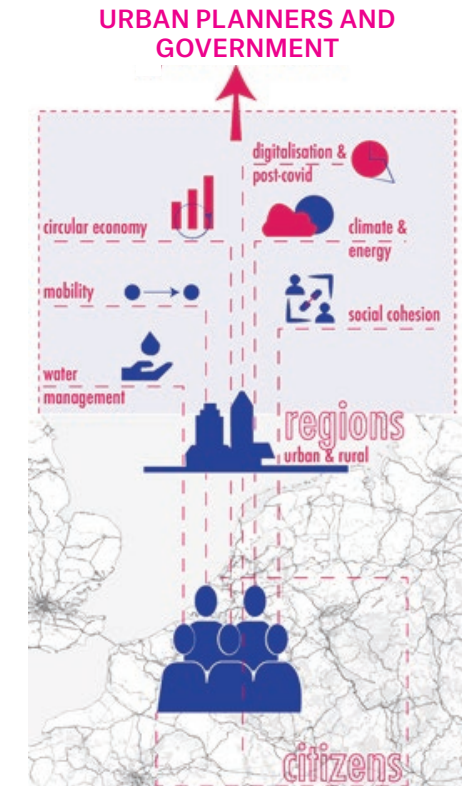 URBAN PLANNERS AND
GOVERNMENT
digitalisation &
post-covid
circular economy
climate &
energy
mobility
social cohesion
water
management
regions
urban & rural
citizens